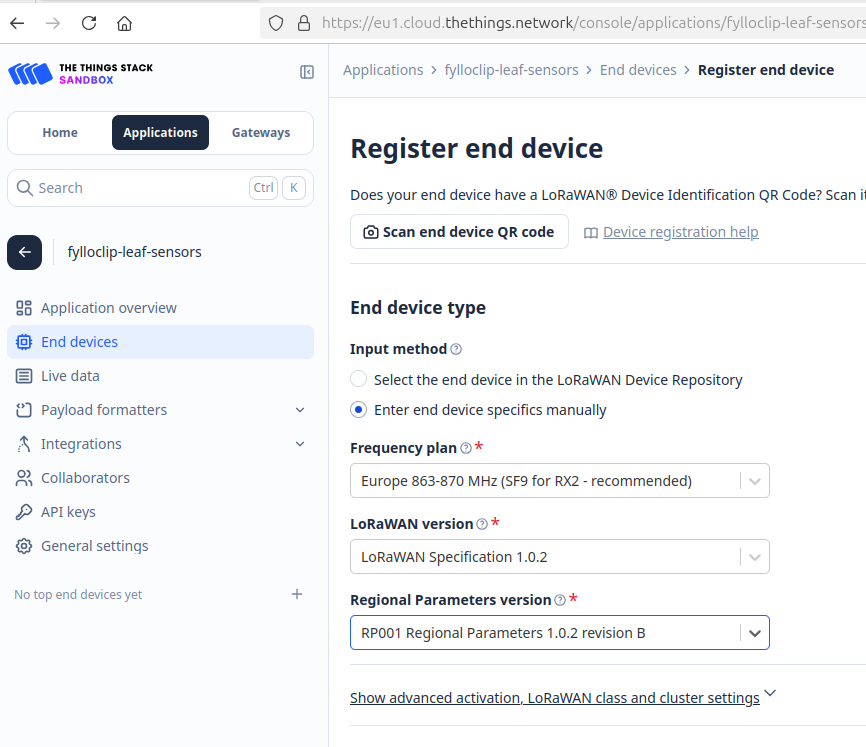 https://eu1.cloud.thethings.network/console/applications/fylloclip-leaf-sensors
THE THINGS STACK
SANDBOX
Applications > fylloclip-leaf-sensors > End devices > Register end device
Home Applications Gateways
Search Ctrl K
fylloclip-leaf-sensors
Application overview
End devices
Live data
Payload formatters
Integrations
Collaborators
API keys
General settings
No top end devices yet +
Register end device
Does your end device have a LoRaWAN® Device Identification QR Code? Scan it
Scan end device QR code Device registration help
End device type
Input method
Select the end device in the LoRaWAN Device Repository
Enter end device specifics manually
Frequency plan *
Europe 863-870 MHz (SF9 for RX2 - recommended)
LoRaWAN version *
LoRaWAN Specification 1.0.2
Regional Parameters version *
RP001 Regional Parameters 1.0.2 revision B
Show advanced activation, LoRaWAN class and cluster settings